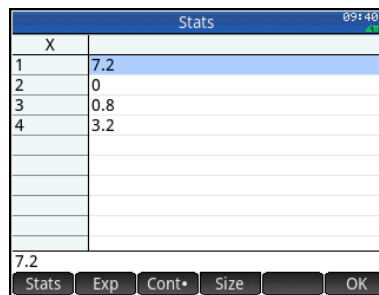 Stats 09:40
∡π
X
1 7.2
2 0
3 0.8
4 3.2
7.2
Stats Exp Cont• Size OK